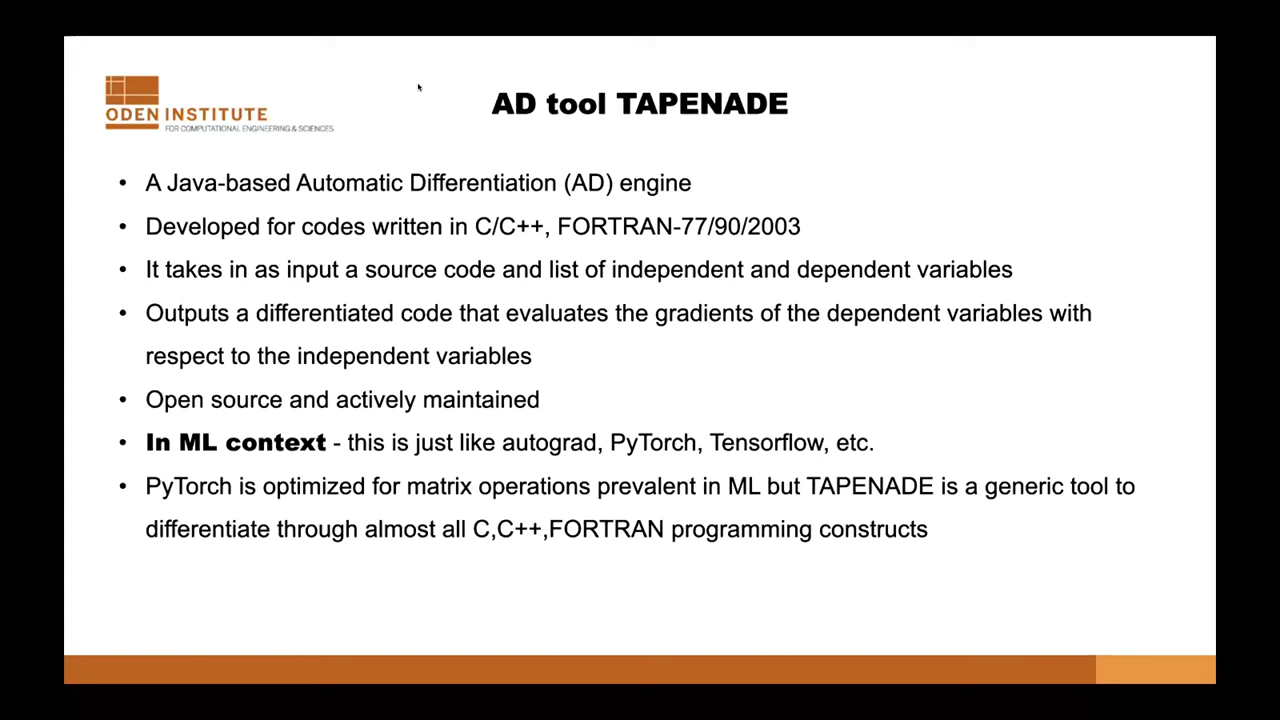 ODEN INSTITUTE
FOR COMPUTATIONAL ENGINEERING & SCIENCES
AD tool TAPENADE
• A Java-based Automatic Differentiation (AD) engine
• Developed for codes written in C/C++, FORTRAN-77/90/2003
• It takes in as input a source code and list of independent and dependent variables
• Outputs a differentiated code that evaluates the gradients of the dependent variables with
respect to the independent variables
• Open source and actively maintained
• In ML context - this is just like autograd, PyTorch, Tensorflow, etc.
• PyTorch is optimized for matrix operations prevalent in ML but TAPENADE is a generic tool to
differentiate through almost all C,C++,FORTRAN programming constructs